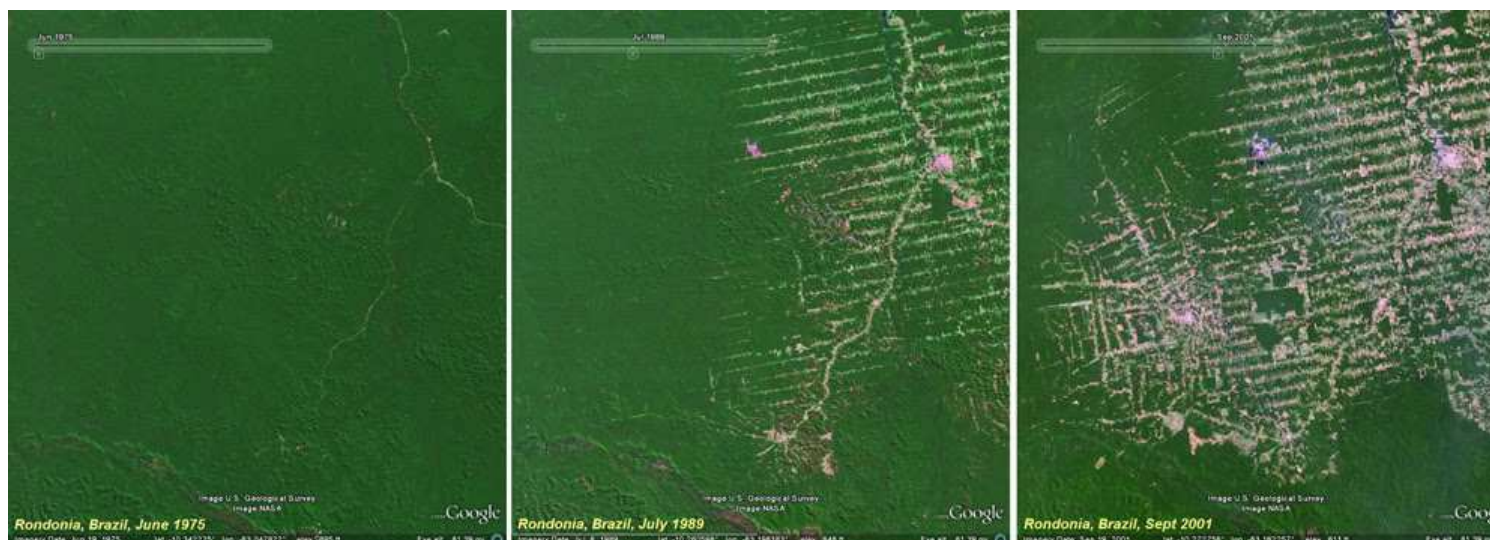 Jun 1975
Image U.S. Geological Survey
Image NASA
Google
Rondonia, Brazil, June 1975
Jul 1989
Image U.S. Geological Survey
Image NASA
Google
Rondonia, Brazil, July 1989
Sep 2001
Image U.S. Geological Survey
Image NASA
Goog
Rondonia, Brazil, Sept 2001